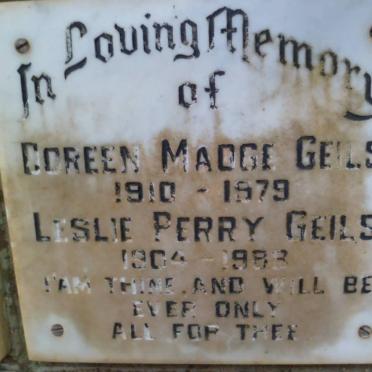 In Loving Memory
of
DOREEN MADGE GEILS
1910 - 1979
LESLIE PERRY GEILS
1904 - 1983
I AM THINE AND WILL BE
EVER ONLY
ALL FOR THEE